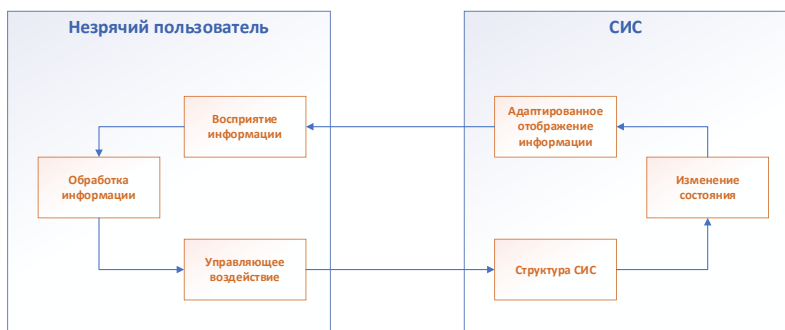 Незрячий пользователь
СИС
Восприятие
информации
Адаптированное
отображение
информации
Обработка
информации
Изменение
состояния
Управляющее
воздействие
Структура СИС